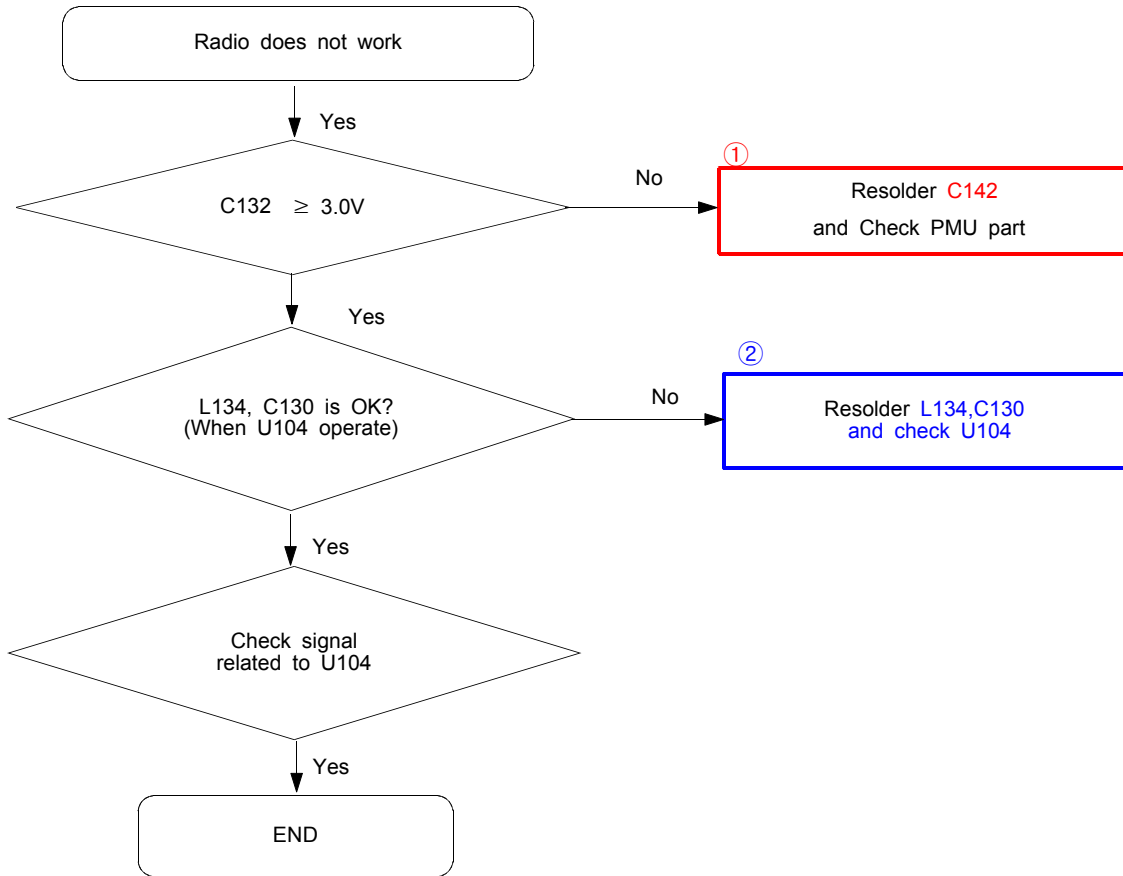 Radio does not work
Yes
C132 ≥ 3.0V
No
①
Resolder C142
and Check PMU part
Yes
L134, C130 is OK?
(When U104 operate)
No
②
Resolder L134,C130
and check U104
Yes
Check signal
related to U104
Yes
END